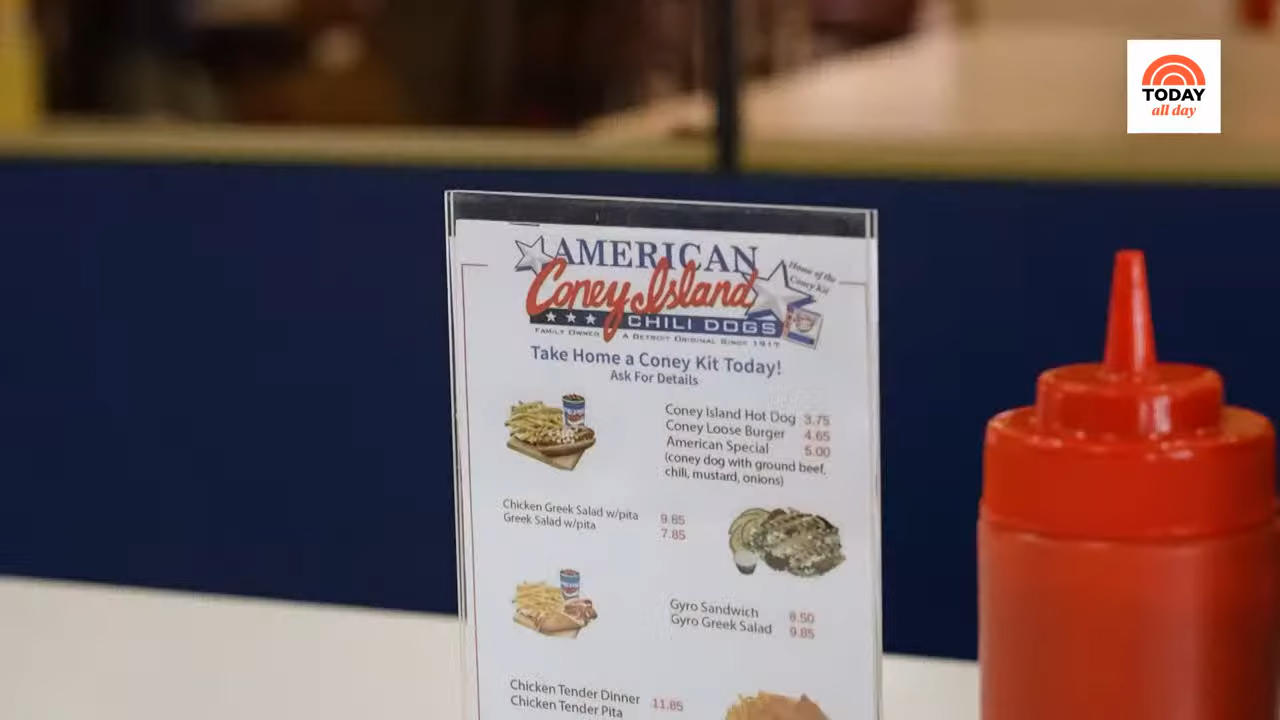 TODAY
all day
AMERICAN
Coney Island
Home of the
Coney Kit
CHILI DOGS
FAMILY OWNED A DETROIT ORIGINAL SINCE 1917
Take Home a Coney Kit Today!
Ask For Details
Coney Island Hot Dog 3.75
Coney Loose Burger 4.65
American Special 5.00
(coney dog with ground beef,
chili, mustard, onions)
Chicken Greek Salad w/pita 9.85
Greek Salad w/pita 7.85
Gyro Sandwich 8.50
Gyro Greek Salad 9.85
Chicken Tender Dinner 11.85
Chicken Tender Pita